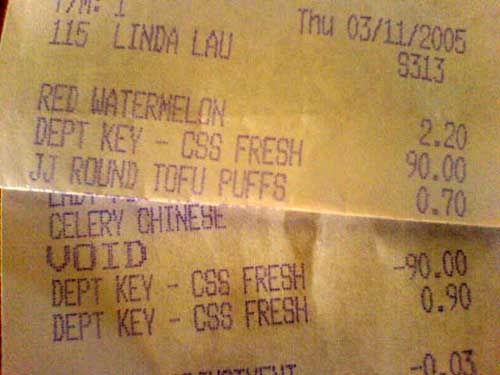 115 LINDA LAU Thu 03/11/2005
S313
RED WATERMELON 2.20
DEPT KEY - CSS FRESH 90.00
JJ ROUND TOFU PUFFS 0.70
CELERY CHINESE
VOID
DEPT KEY - CSS FRESH -90.00
DEPT KEY - CSS FRESH 0.90
-0.03